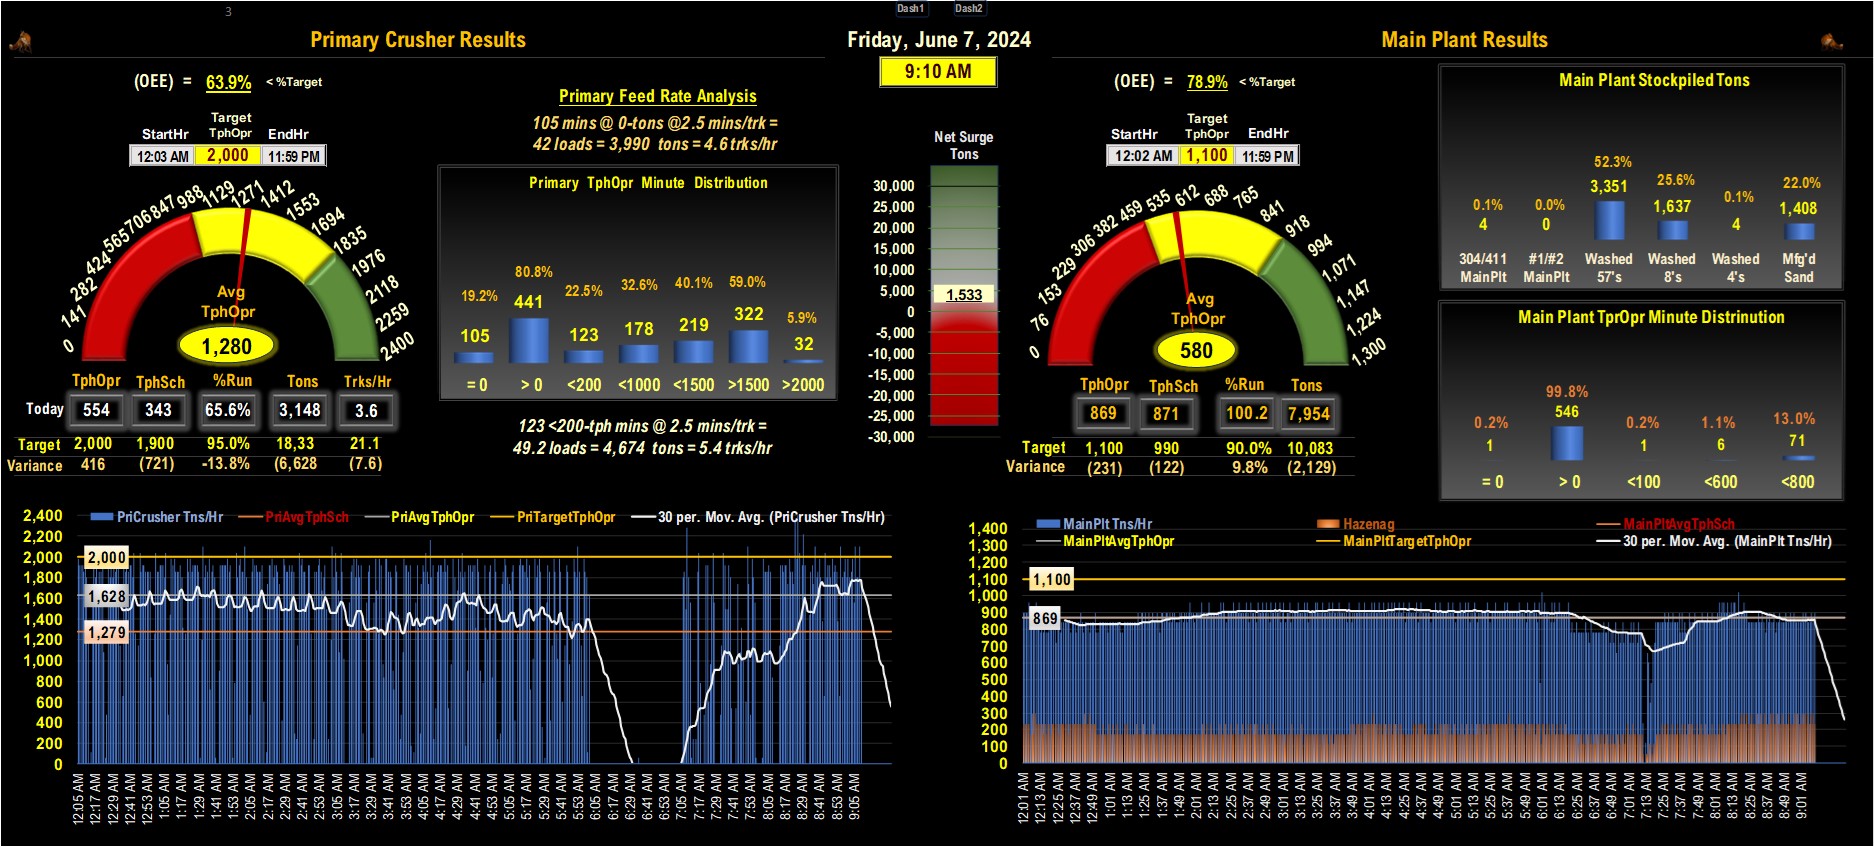 3
Dash1 Dash2
Primary Crusher Results
Friday, June 7, 2024
Main Plant Results
9:10 AM
(OEE) = 63.9% < %Target
Target
StartHr TphOpr EndHr
12:03 AM 2,000 11:59 PM
0 141 282 424 565 706 847 988 1129 1271 1412 1553 1694 1835 1976 2118 2259 2400
Avg
TphOpr
1,280
TphOpr TphSch %Run Tons Trks/Hr
Today 554 343 65.6% 3,148 3.6
Target 2,000 1,900 95.0% 18,33 21.1
Variance 416 (721) -13.8% (6,628 (7.6)
Primary Feed Rate Analysis
105 mins @ 0-tons @2.5 mins/trk =
42 loads = 3,990 tons = 4.6 trks/hr
Primary TphOpr Minute Distribution
19.2% 80.8% 22.5% 32.6% 40.1% 59.0% 5.9%
105 441 123 178 219 322 32
= 0 > 0 <200 <1000 <1500 >1500 >2000
123 <200-tph mins @ 2.5 mins/trk =
49.2 loads = 4,674 tons = 5.4 trks/hr
Net Surge
Tons
30,000
25,000
20,000
15,000
10,000
5,000
1,533
0
-5,000
-10,000
-15,000
-20,000
-25,000
-30,000
(OEE) = 78.9% < %Target
Target
StartHr TphOpr EndHr
12:02 AM 1,100 11:59 PM
0 76 153 229 306 382 459 535 612 688 765 841 918 994 1,071 1,147 1,224 1,300
Avg
TphOpr
580
TphOpr TphSch %Run Tons
869 871 100.2 7,954
Target 1,100 990 90.0% 10,083
Variance (231) (122) 9.8% (2,129)
Main Plant Stockpiled Tons
0.1% 0.0% 52.3% 25.6% 0.1% 22.0%
4 0 3,351 1,637 4 1,408
304/411 #1/#2 Washed Washed Washed Mfg'd
MainPlt MainPlt 57's 8's 4's Sand
Main Plant TprOpr Minute Distrinution
0.2% 99.8% 0.2% 1.1% 13.0%
1 546 1 6 71
= 0 > 0 <100 <600 <800
PriCrusher Tns/Hr PriAvgTphSch PriAvgTphOpr PriTargetTphOpr 30 per. Mov. Avg. (PriCrusher Tns/Hr)
2,400
2,200
2,000
1,800
1,600
1,400
1,200
1,000
800
600
400
200
0
2,000
1,628
1,279
12:05 AM 12:17 AM 12:29 AM 12:41 AM 12:53 AM 1:05 AM 1:17 AM 1:29 AM 1:41 AM 1:53 AM 2:05 AM 2:17 AM 2:29 AM 2:41 AM 2:53 AM 3:05 AM 3:17 AM 3:29 AM 3:41 AM 3:53 AM 4:05 AM 4:17 AM 4:29 AM 4:41 AM 4:53 AM 5:05 AM 5:17 AM 5:29 AM 5:41 AM 5:53 AM 6:05 AM 6:17 AM 6:29 AM 6:41 AM 6:53 AM 7:05 AM 7:17 AM 7:29 AM 7:41 AM 7:53 AM 8:05 AM 8:17 AM 8:29 AM 8:41 AM 8:53 AM 9:05 AM
MainPlt Tns/Hr Hazenag MainPltAvgTphSch
MainPltAvgTphOpr MainPltTargetTphOpr 30 per. Mov. Avg. (MainPlt Tns/Hr)
1,400
1,300
1,200
1,100
1,000
900
800
700
600
500
400
300
200
100
0
1,100
869
12:01 AM 12:13 AM 12:25 AM 12:37 AM 12:49 AM 1:01 AM 1:13 AM 1:25 AM 1:37 AM 1:49 AM 2:01 AM 2:13 AM 2:25 AM 2:37 AM 2:49 AM 3:01 AM 3:13 AM 3:25 AM 3:37 AM 3:49 AM 4:01 AM 4:13 AM 4:25 AM 4:37 AM 4:49 AM 5:01 AM 5:13 AM 5:25 AM 5:37 AM 5:49 AM 6:01 AM 6:13 AM 6:25 AM 6:37 AM 6:49 AM 7:01 AM 7:13 AM 7:25 AM 7:37 AM 7:49 AM 8:01 AM 8:13 AM 8:25 AM 8:37 AM 8:49 AM 9:01 AM